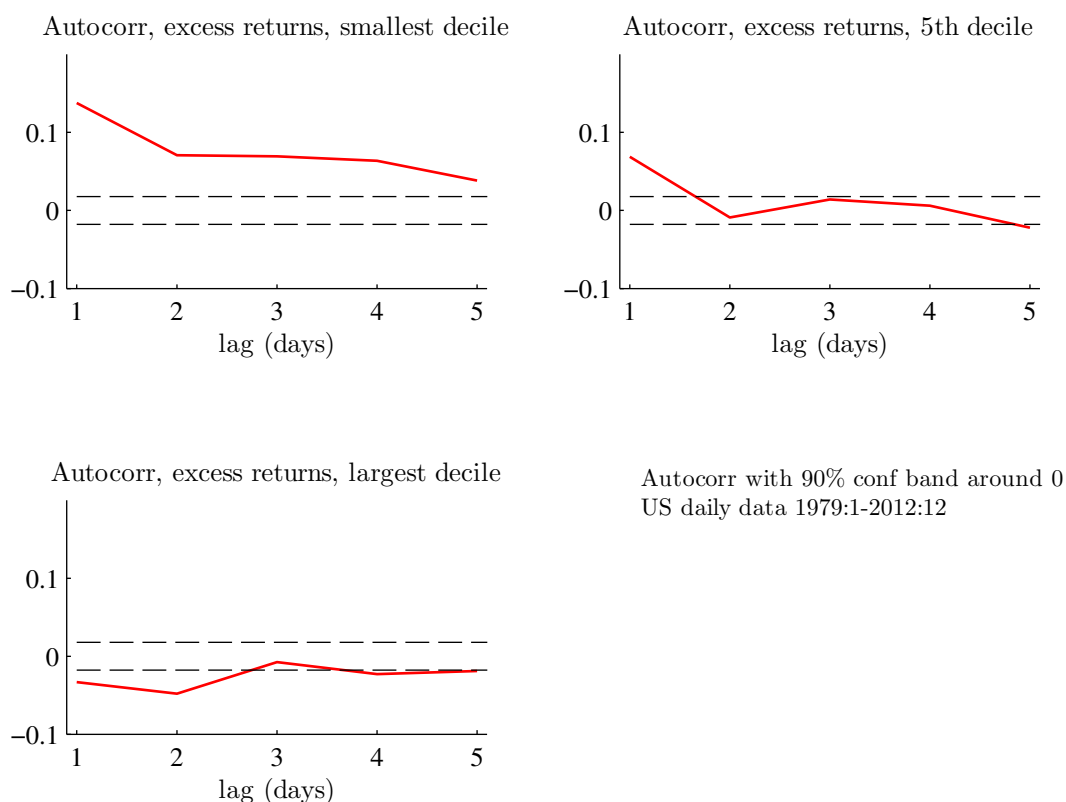 Autocorr, excess returns, smallest decile
0.1
0
−0.1
1 2 3 4 5
lag (days)
Autocorr, excess returns, 5th decile
0.1
0
−0.1
1 2 3 4 5
lag (days)
Autocorr, excess returns, largest decile
0.1
0
−0.1
1 2 3 4 5
lag (days)
Autocorr with 90% conf band around 0
US daily data 1979:1-2012:12